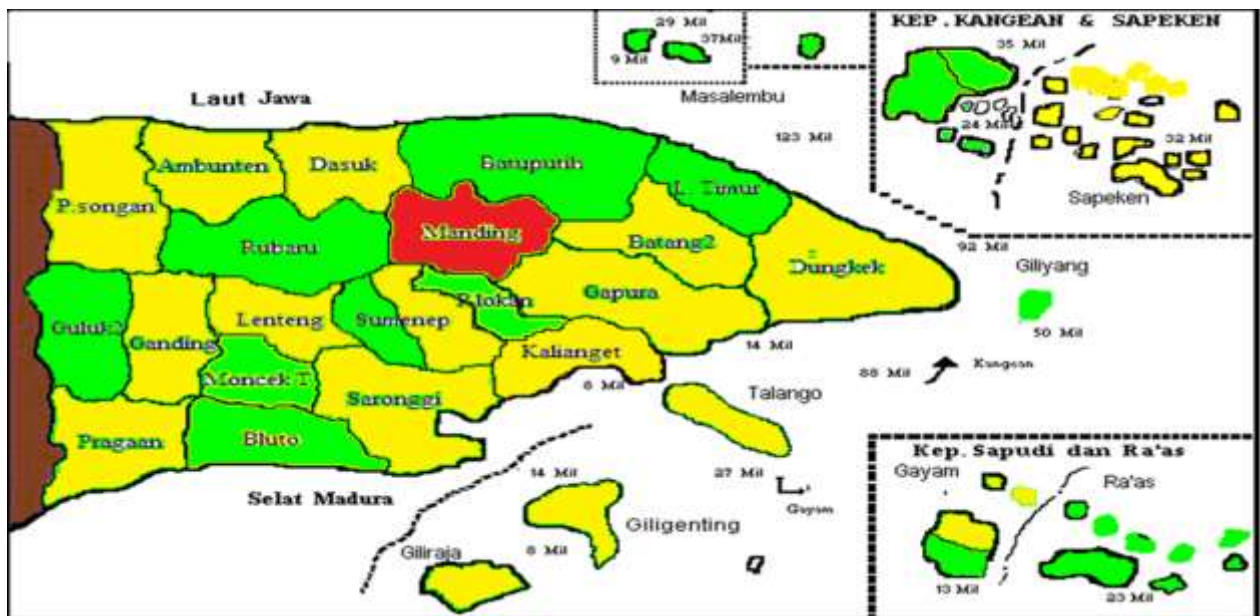 29 Mil
37Mil
9 Mil
Masalembu
123 Mil
KEP.KANGEAN & SAPEKEN
35 Mil
24 Mil
32 Mil
Sapeken
92 Mil
Laut Jawa
P.songan
Ambunten
Dasuk
Batuputih
L. Timur
Rubaru
Manding
Batang2
Dungkek
Giliyang
50 Mil
Guluk2
Ganding
Lenteng
Sumenep
Gapura
Kalianget
14 Mil
6 Mil
88 Mil
Kangean
Moncek T
Saronggi
Talango
Pragaan
Bluto
Selat Madura
14 Mil
27 Mil
Gayam
Giligenting
8 Mil
Giliraja
Kep. Sapudi dan Ra'as
Gayam
Ra'as
13 Mil
23 Mil